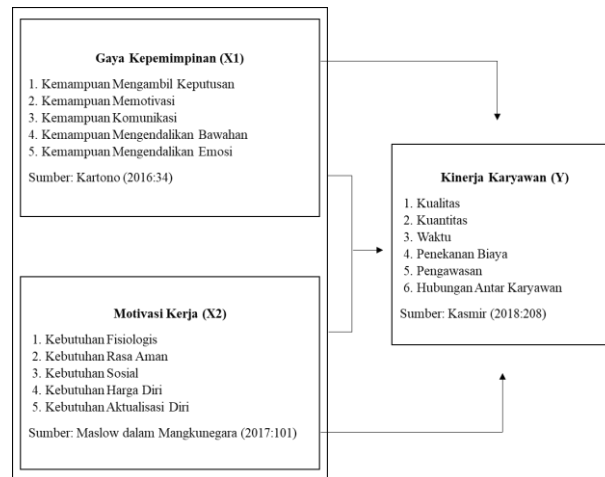 Gaya Kepemimpinan (X1)
1. Kemampuan Mengambil Keputusan
2. Kemampuan Memotivasi
3. Kemampuan Komunikasi
4. Kemampuan Mengendalikan Bawahan
5. Kemampuan Mengendalikan Emosi
Sumber: Kartono (2016:34)
Motivasi Kerja (X2)
1. Kebutuhan Fisiologis
2. Kebutuhan Rasa Aman
3. Kebutuhan Sosial
4. Kebutuhan Harga Diri
5. Kebutuhan Aktualisasi Diri
Sumber: Maslow dalam Mangkunegara (2017:101)
Kinerja Karyawan (Y)
1. Kualitas
2. Kuantitas
3. Waktu
4. Penekanan Biaya
5. Pengawasan
6. Hubungan Antar Karyawan
Sumber: Kasmir (2018:208)